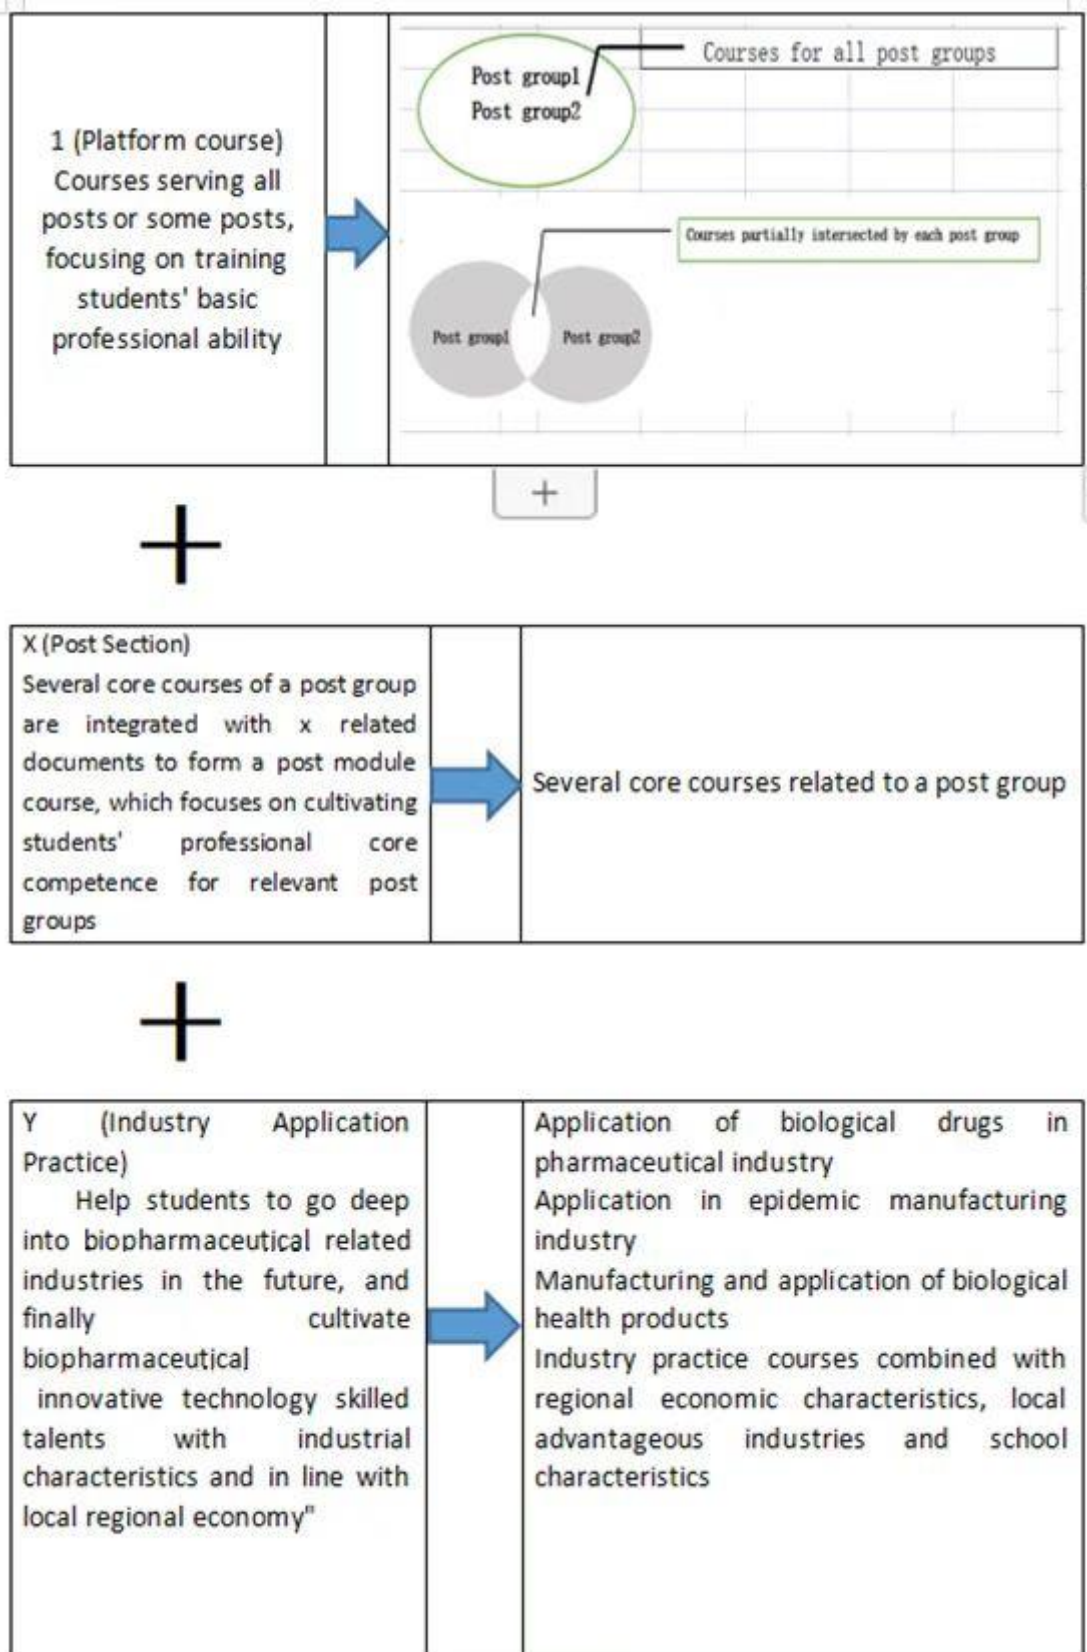 1 (Platform course)
Courses serving all
posts or some posts,
focusing on training
students' basic
professional ability
Post group1
Post group2
Courses for all post groups
Courses partially intersected by each post group
Post group1
Post group2
+
+
X (Post Section)
Several core courses of a post group
are integrated with x related
documents to form a post module
course, which focuses on cultivating
students' professional core
competence for relevant post
groups
Several core courses related to a post group
+
Y (Industry Application
Practice)
Help students to go deep
into biopharmaceutical related
industries in the future, and
finally cultivate
biopharmaceutical
innovative technology skilled
talents with industrial
characteristics and in line with
local regional economy"
Application of biological drugs in
pharmaceutical industry
Application in epidemic manufacturing
industry
Manufacturing and application of biological
health products
Industry practice courses combined with
regional economic characteristics, local
advantageous industries and school
characteristics